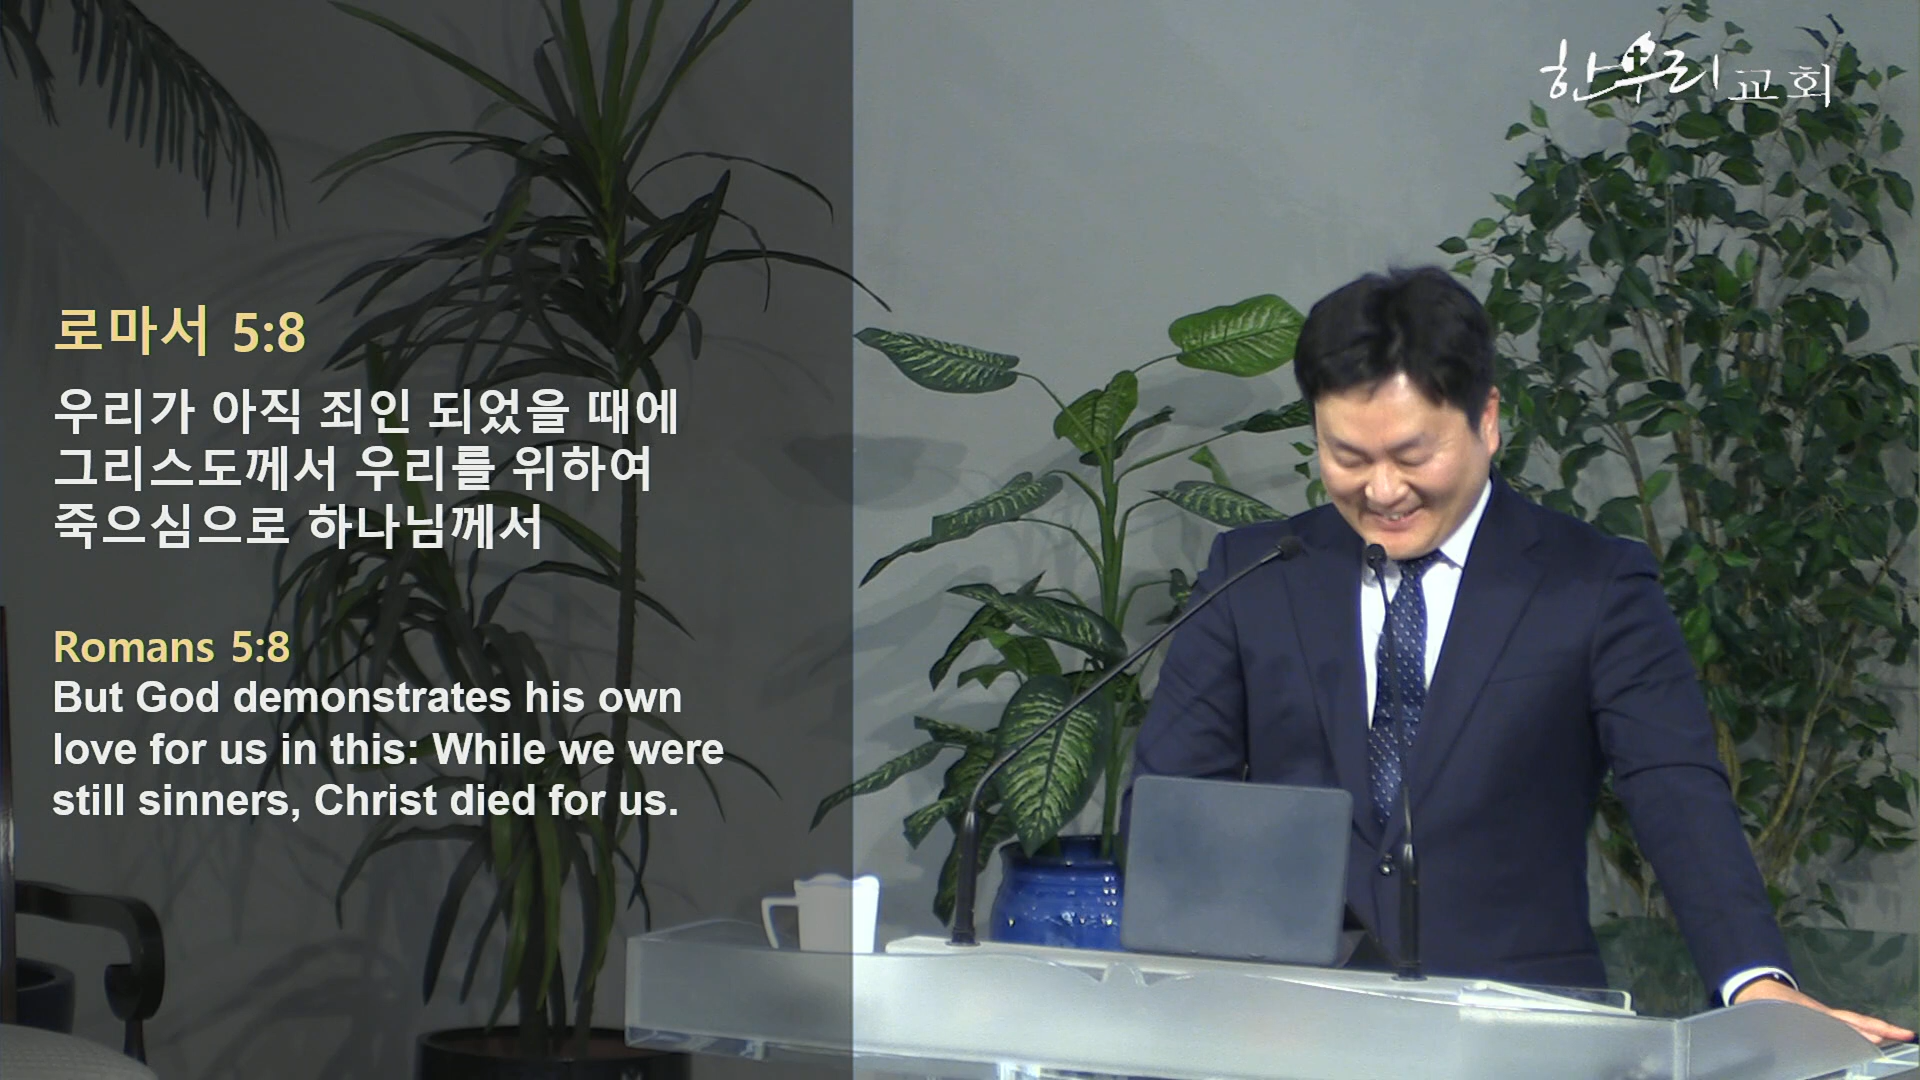 한우리교회
로마서 5:8
우리가 아직 죄인 되었을 때에
그리스도께서 우리를 위하여
죽으심으로 하나님께서
Romans 5:8
But God demonstrates his own
love for us in this: While we were
still sinners, Christ died for us.